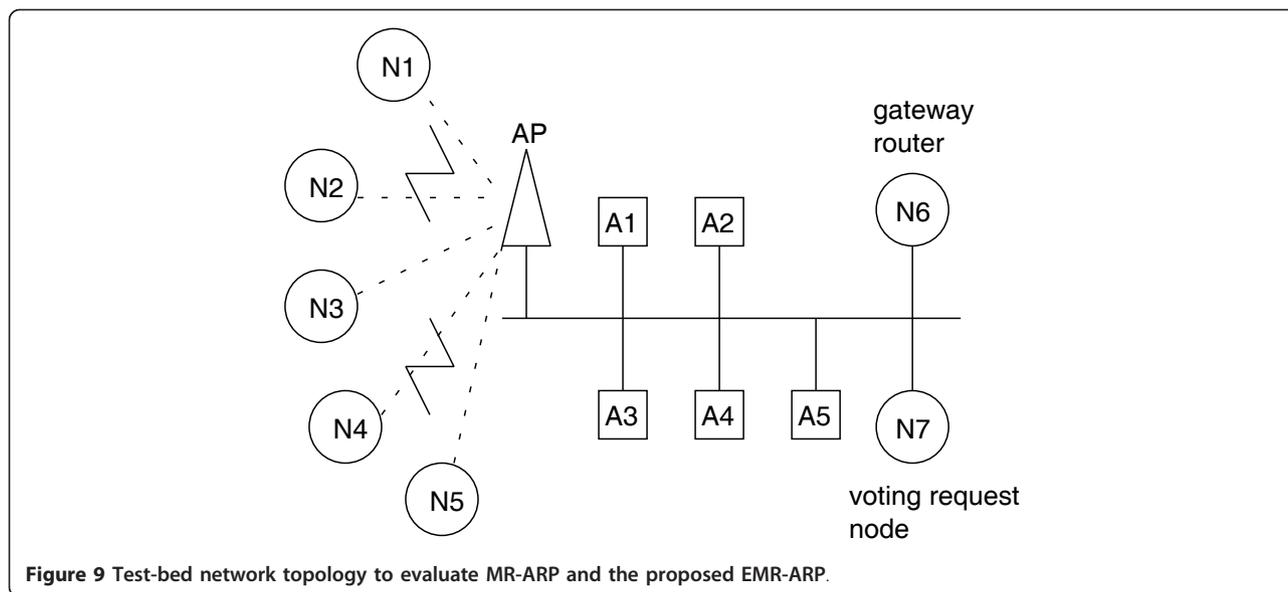 N1
AP
gateway
router
N2
A1
A2
N6
N3
A3
A4
A5
N7
N4
N5
voting request
node
Figure 9 Test-bed network topology to evaluate MR-ARP and the proposed EMR-ARP.